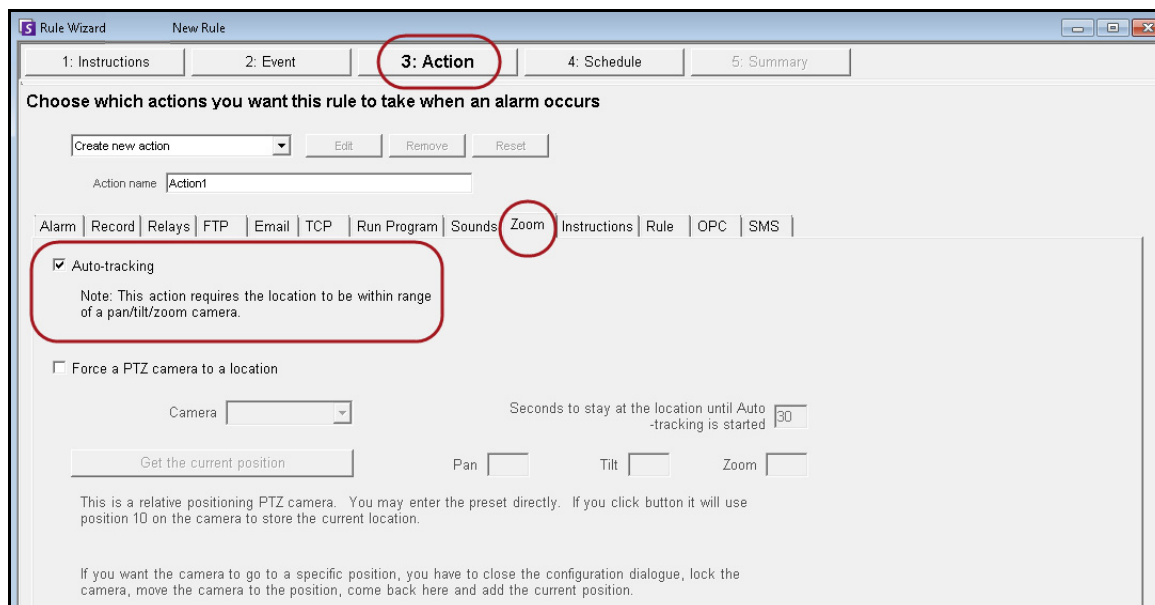 Rule Wizard New Rule
1: Instructions 2: Event 3: Action 4: Schedule 5: Summary
Choose which actions you want this rule to take when an alarm occurs
Create new action Edit Remove Reset
Action name Action1
Alarm Record Relays FTP Email TCP Run Program Sounds Zoom Instructions Rule OPC SMS
Auto-tracking
Note: This action requires the location to be within range
of a pan/tilt/zoom camera.
Force a PTZ camera to a location
Camera
Seconds to stay at the location until Auto
-tracking is started 30
Get the current position Pan Tilt Zoom
This is a relative positioning PTZ camera. You may enter the preset directly. If you click button it will use
position 10 on the camera to store the current location.
If you want the camera to go to a specific position, you have to close the configuration dialogue, lock the
camera, move the camera to the position, come back here and add the current position.